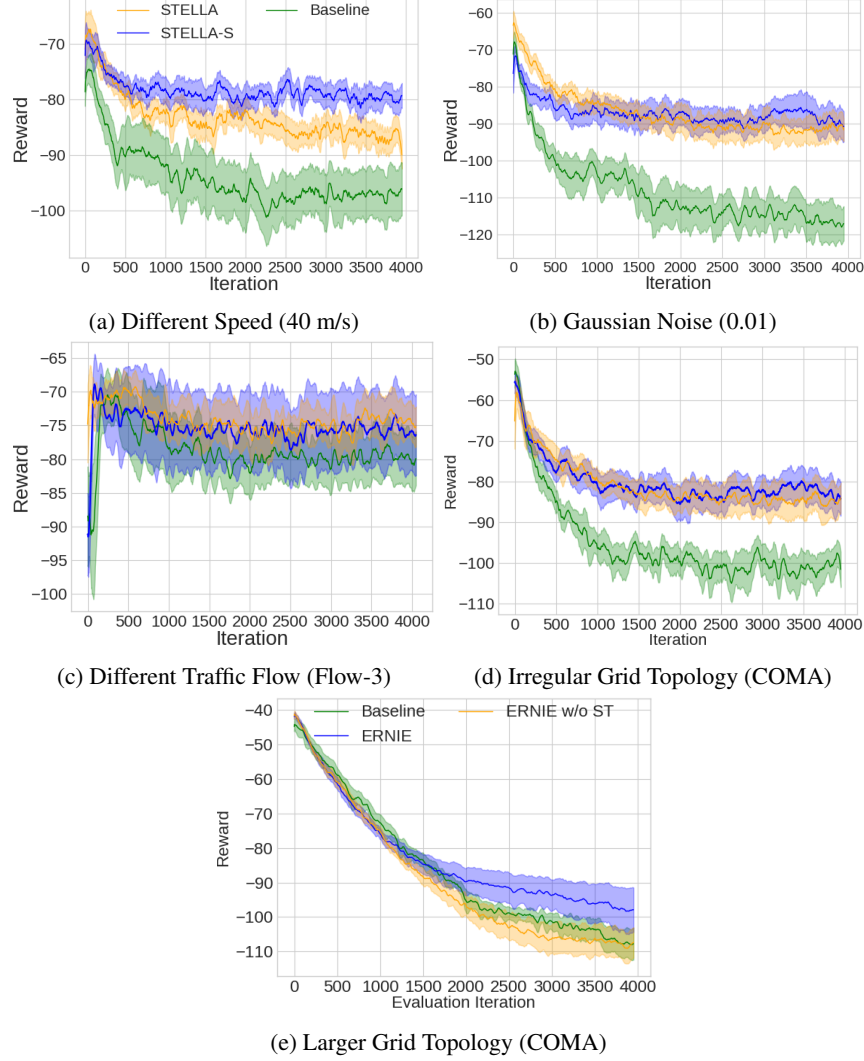 STELLA
Baseline
STELLA-S
−70
−80
−90
−100
Reward
0 500 1000 1500 2000 2500 3000 3500 4000
Iteration
(a) Different Speed (40 m/s)
−60
−70
−80
−90
−100
−110
−120
Reward
0 500 1000 1500 2000 2500 3000 3500 4000
Iteration
(b) Gaussian Noise (0.01)
−65
−70
−75
−80
−85
−90
−95
−100
Reward
0 500 1000 1500 2000 2500 3000 3500 4000
Iteration
(c) Different Traffic Flow (Flow-3)
−50
−60
−70
−80
−90
−100
−110
Reward
0 500 1000 1500 2000 2500 3000 3500 4000
Iteration
(d) Irregular Grid Topology (COMA)
Baseline
ERNIE w/o ST
ERNIE
−40
−50
−60
−70
−80
−90
−100
−110
Reward
0 500 1000 1500 2000 2500 3000 3500 4000
Evaluation Iteration
(e) Larger Grid Topology (COMA)